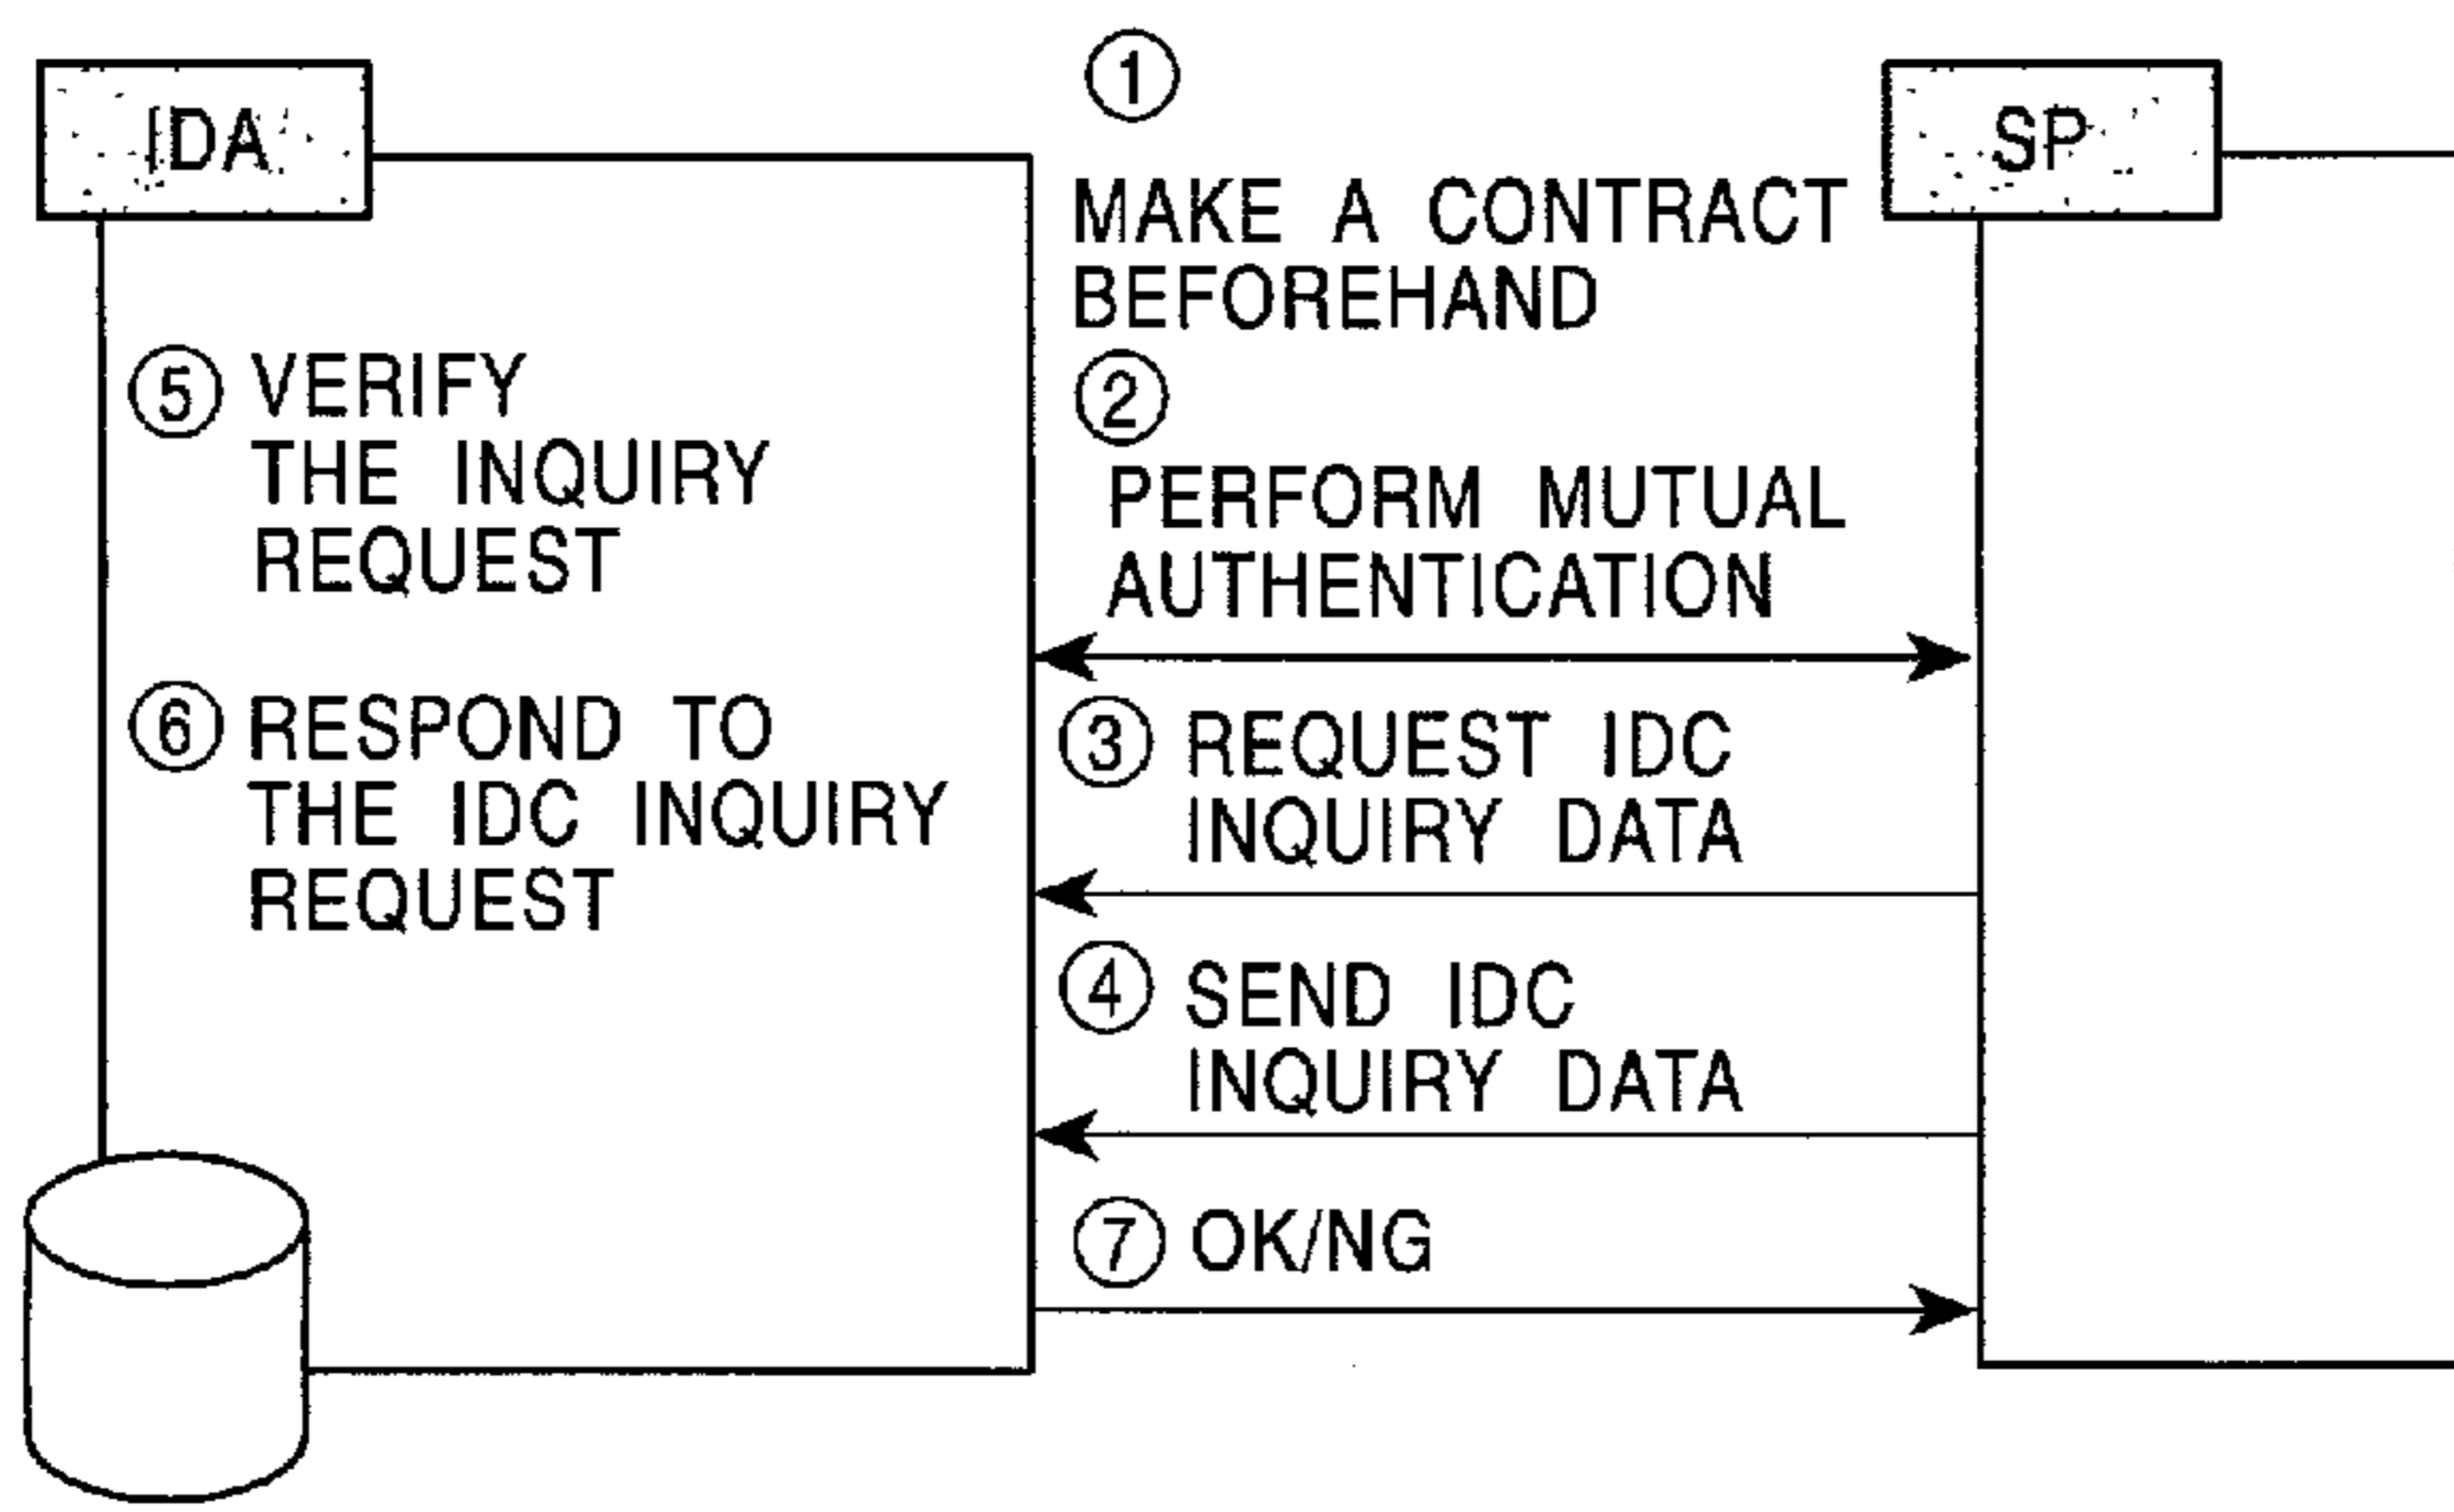 IDA
SP
①
MAKE A CONTRACT
BEFOREHAND
②
PERFORM MUTUAL
AUTHENTICATION
③ REQUEST IDC
INQUIRY DATA
④ SEND IDC
INQUIRY DATA
⑤ VERIFY
THE INQUIRY
REQUEST
⑥ RESPOND TO
THE IDC INQUIRY
REQUEST
⑦ OK/NG